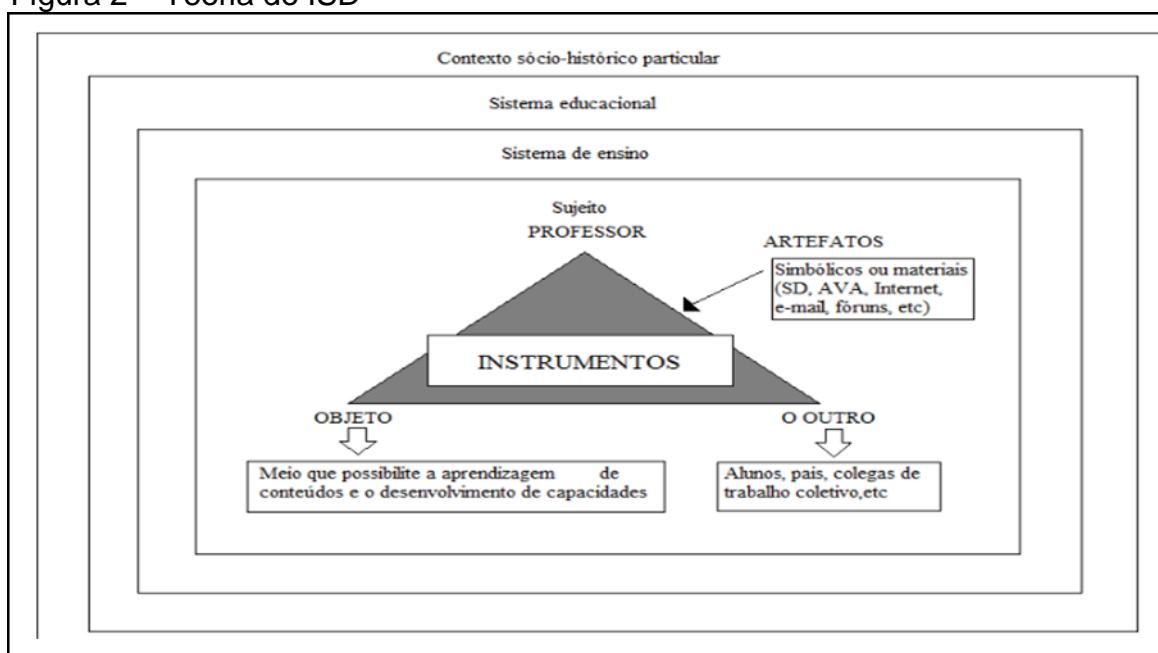 Figura 2 – Teoria do ISD
Contexto sócio-histórico particular
Sistema educacional
Sistema de ensino
Sujeito
PROFESSOR
ARTEFATOS
Simbólicos ou materiais
(SD, AVA, Internet,
e-mail, fóruns, etc)
INSTRUMENTOS
OBJETO
O OUTRO
Meio que possibilite a aprendizagem de
conteúdos e o desenvolvimento de capacidades
Alunos, pais, colegas de
trabalho coletivo,etc